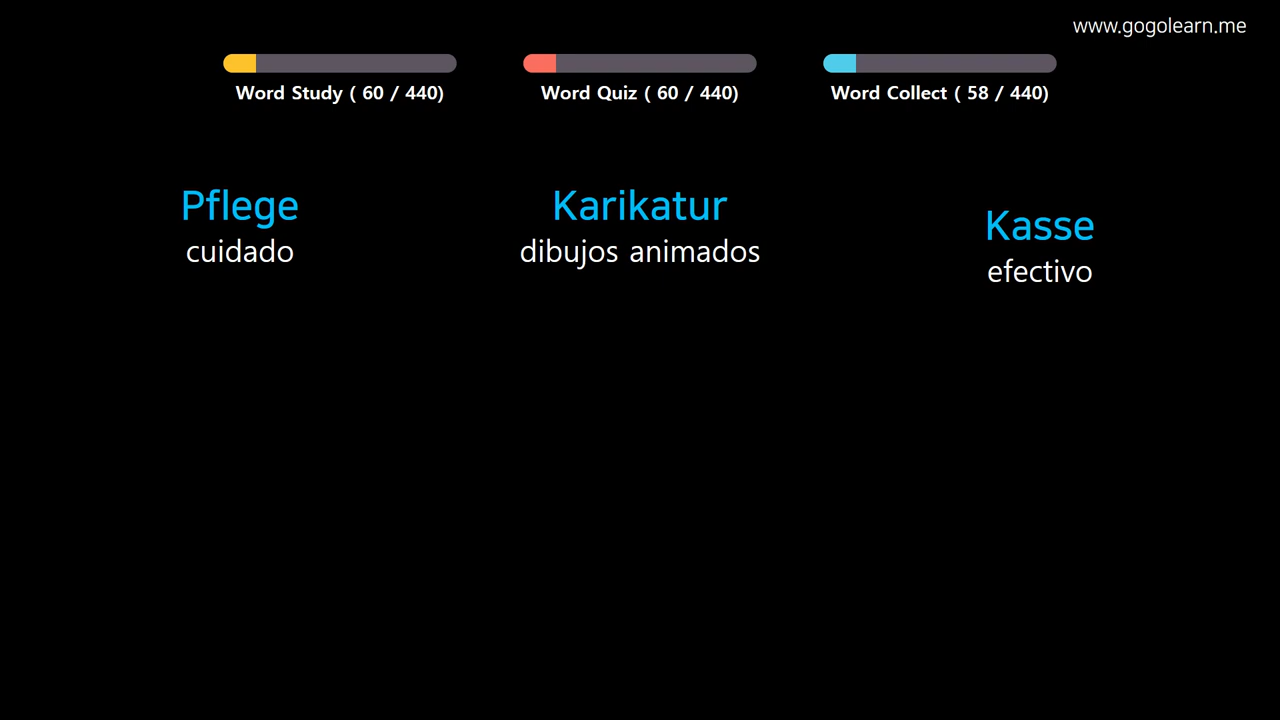 www.gogolearn.me
Word Study ( 60 / 440)
Word Quiz ( 60 / 440)
Word Collect ( 58 / 440)
Pflege
cuidado
Karikatur
dibujos animados
Kasse
efectivo